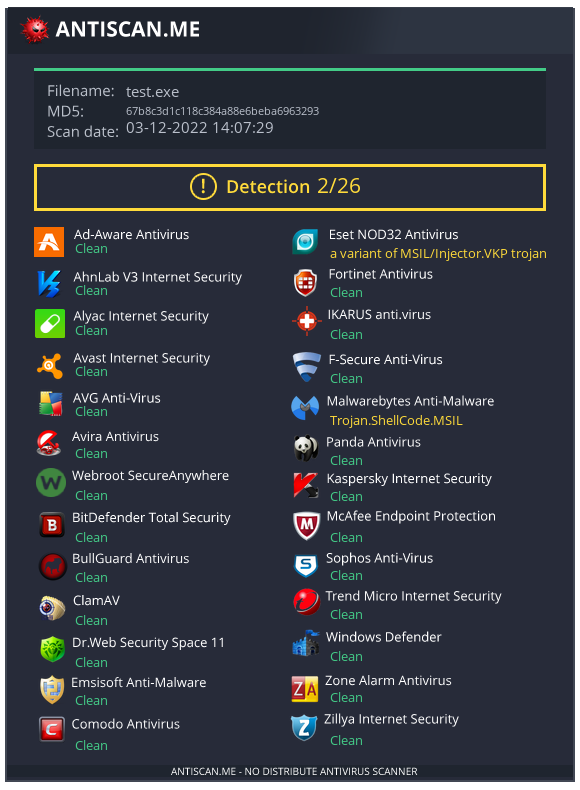 ANTISCAN.ME
Filename: test.exe
MD5: 67b8c3d1c118c384a88e6beba6963293
Scan date: 03-12-2022 14:07:29
! Detection 2/26
Ad-Aware Antivirus
Clean
AhnLab V3 Internet Security
Clean
Alyac Internet Security
Clean
Avast Internet Security
Clean
AVG Anti-Virus
Clean
Avira Antivirus
Clean
W Webroot SecureAnywhere
Clean
B BitDefender Total Security
Clean
BullGuard Antivirus
Clean
ClamAV
Clean
Dr.Web Security Space 11
Clean
Emsisoft Anti-Malware
Clean
C Comodo Antivirus
Clean
Eset NOD32 Antivirus
a variant of MSIL/Injector.VKP trojan
Fortinet Antivirus
Clean
IKARUS anti.virus
Clean
F-Secure Anti-Virus
Clean
Malwarebytes Anti-Malware
Trojan.ShellCode.MSIL
Panda Antivirus
Clean
Kaspersky Internet Security
Clean
M McAfee Endpoint Protection
Clean
S Sophos Anti-Virus
Clean
Trend Micro Internet Security
Clean
Windows Defender
Clean
ZA Zone Alarm Antivirus
Clean
Z Zillya Internet Security
Clean
ANTISCAN.ME - NO DISTRIBUTE ANTIVIRUS SCANNER